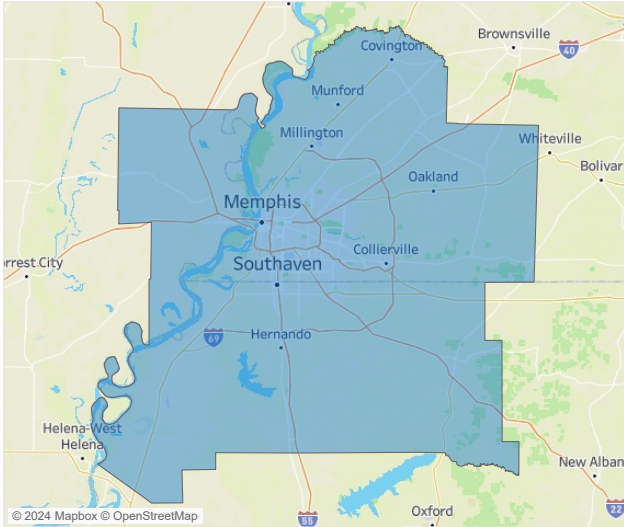 Covington
Brownsville
40
Munford
Millington
Whiteville
Bolivar
Oakland
Memphis
orrest City
Collierville
Southaven
69
Hernando
Helena-West
Helena
New Alban
22
Oxford
55
© 2024 Mapbox © OpenStreetMap